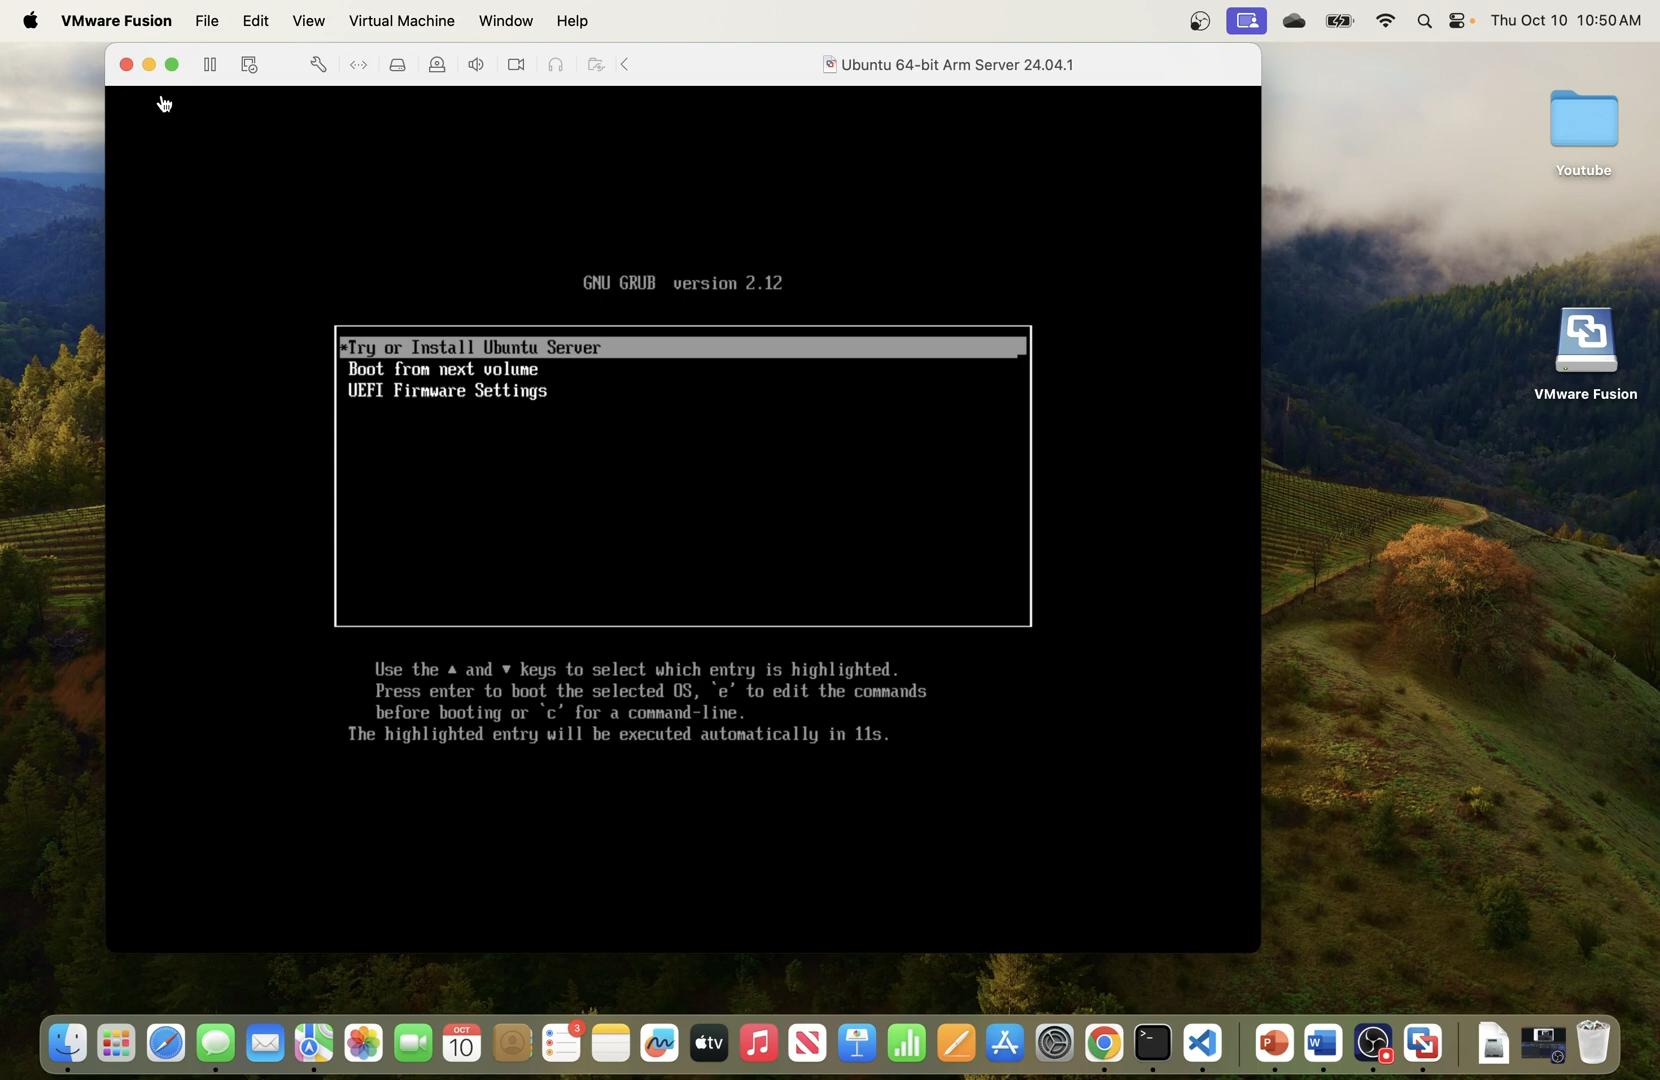 VMware Fusion File Edit View Virtual Machine Window Help Thu Oct 10 10:50 AM
Ubuntu 64-bit Arm Server 24.04.1
Youtube
GNU GRUB version 2.12
*Try or Install Ubuntu Server
Boot from next volume
UEFI Firmware Settings
VMware Fusion
Use the ▲ and ▼ keys to select which entry is highlighted.
Press enter to boot the selected OS, `e' to edit the commands
before booting or `c' for a command-line.
The highlighted entry will be executed automatically in 11s.
OCT
10
3
tv
>_
P
W